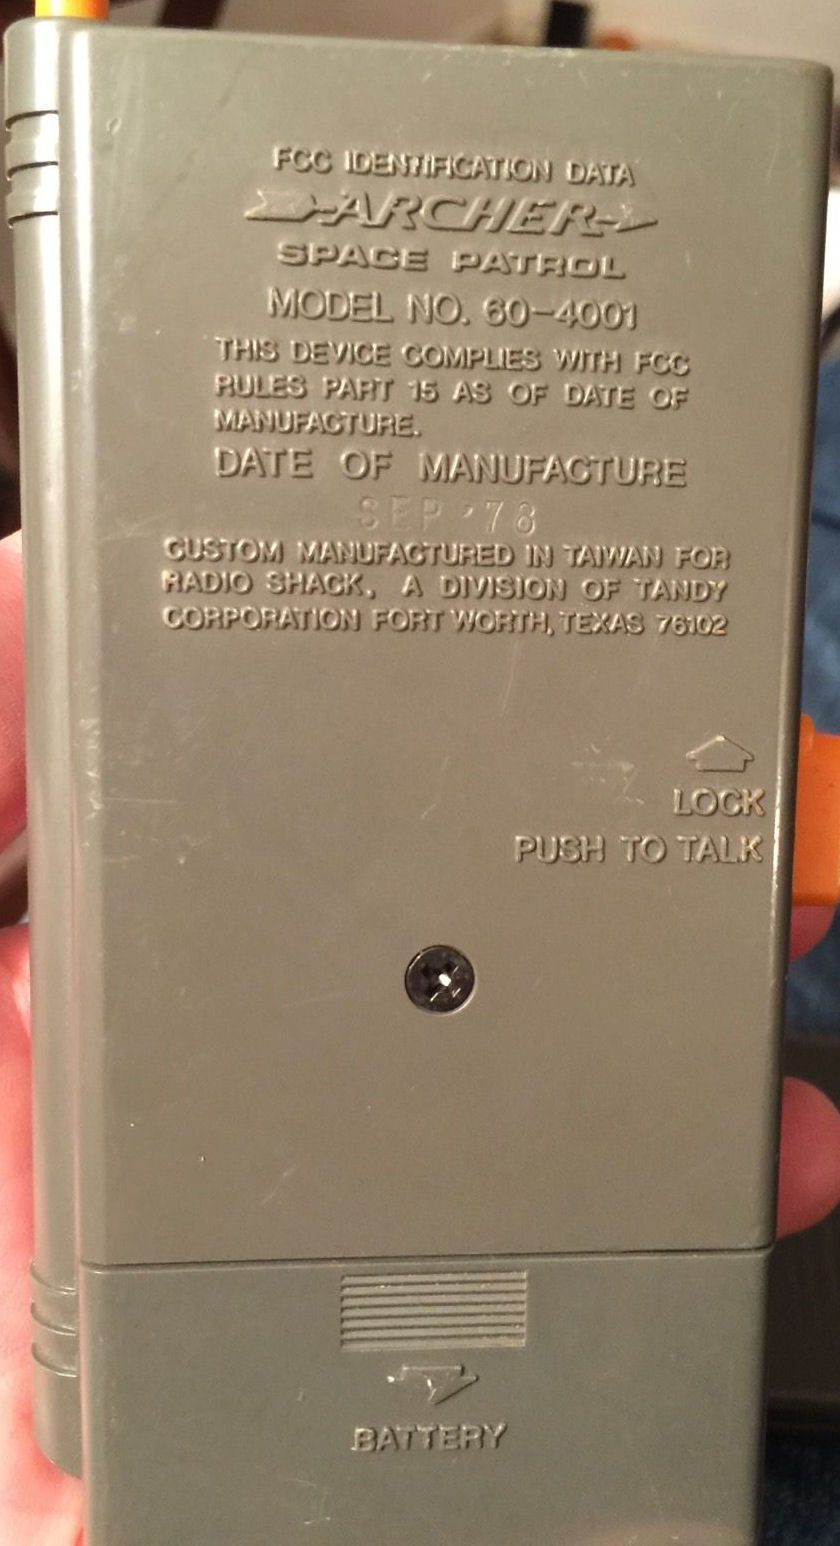 FCC IDENTIFICATION DATA
ARCHER
SPACE PATROL
MODEL NO. 60-4001
THIS DEVICE COMPLIES WITH FCC
RULES PART 15 AS OF DATE OF
MANUFACTURE.
DATE OF MANUFACTURE
SEP '78
CUSTOM MANUFACTURED IN TAIWAN FOR
RADIO SHACK, A DIVISION OF TANDY
CORPORATION FORT WORTH, TEXAS 76102
LOCK
PUSH TO TALK
BATTERY